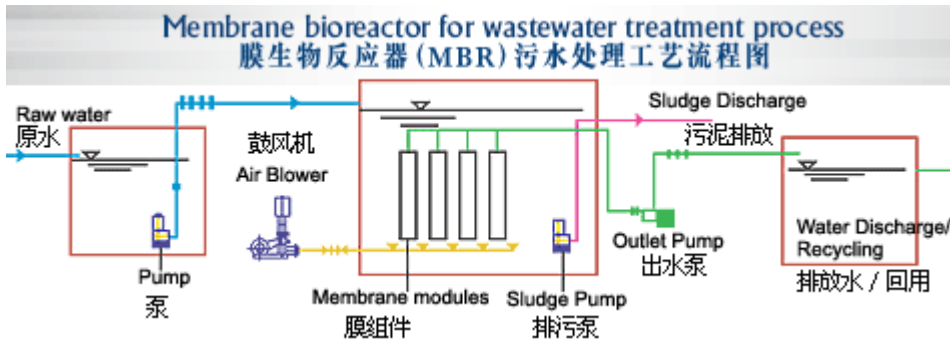 Membrane bioreactor for wastewater treatment process
膜生物反应器(MBR)污水处理工艺流程图
Raw water
原水
鼓风机
Air Blower
Sludge Discharge
污泥排放
Pump
泵
Membrane modules
膜组件
Sludge Pump
排污泵
Outlet Pump
出水泵
Water Discharge/
Recycling
排放水 / 回用